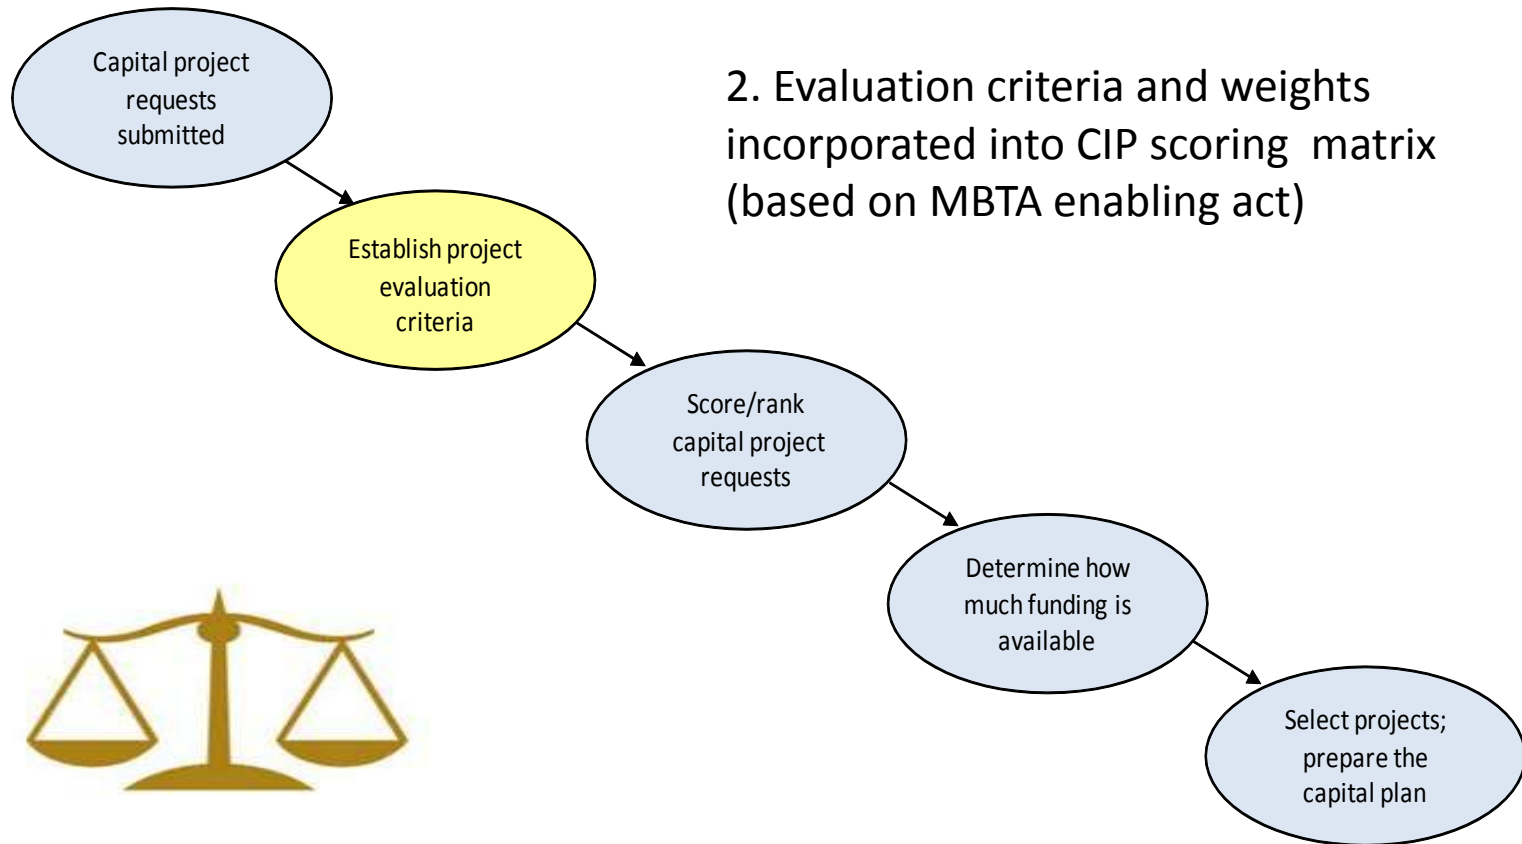 Capital project
requests
submitted
2. Evaluation criteria and weights
incorporated into CIP scoring matrix
(based on MBTA enabling act)
Establish project
evaluation
criteria
Score/rank
capital project
requests
Determine how
much funding is
available
Select projects;
prepare the
capital plan